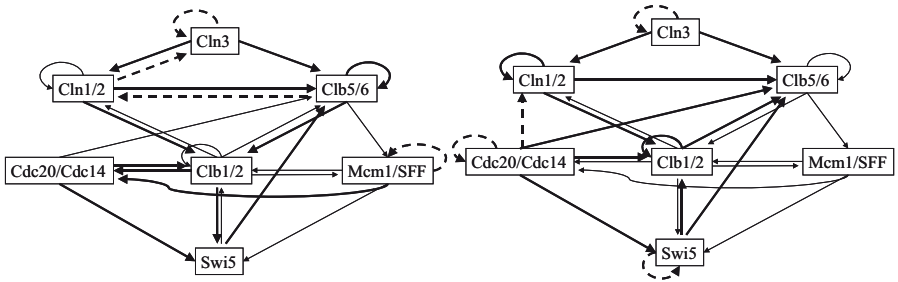 Cln3
Cln1/2
Clb5/6
Cdc20/Cdc14
Clb1/2
Mcm1/SFF
Swi5
Cln3
Cln1/2
Clb5/6
Cdc20/Cdc14
Clb1/2
Mcm1/SFF
Swi5